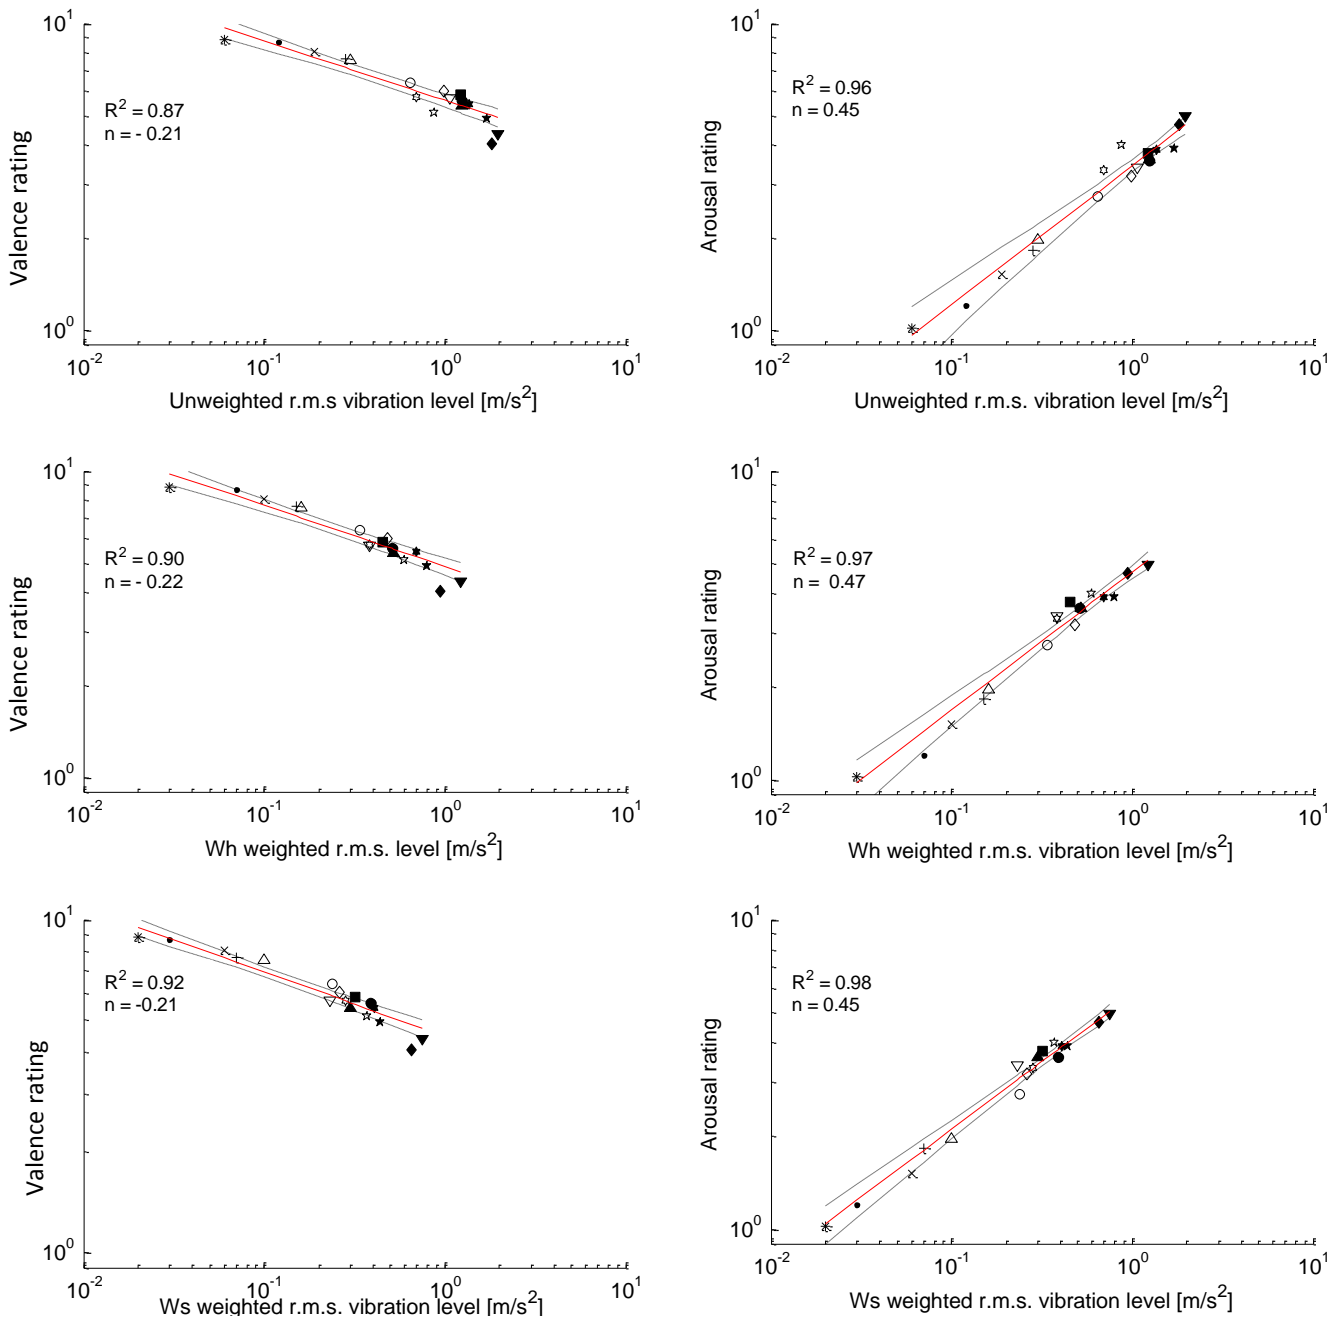 10^1
Valence rating
R^2 = 0.87
n = - 0.21
10^0
10^-2 10^-1 10^0 10^1
Unweighted r.m.s vibration level [m/s^2]
10^1
Arousal rating
R^2 = 0.96
n = 0.45
10^0
10^-2 10^-1 10^0 10^1
Unweighted r.m.s. vibration level [m/s^2]
10^1
Valence rating
R^2 = 0.90
n = - 0.22
10^0
10^-2 10^-1 10^0 10^1
Wh weighted r.m.s. level [m/s^2]
10^1
Arousal rating
R^2 = 0.97
n = 0.47
10^0
10^-2 10^-1 10^0 10^1
Wh weighted r.m.s. vibration level [m/s^2]
10^1
Valence rating
R^2 = 0.92
n = -0.21
10^0
10^-2 10^-1 10^0 10^1
Ws weighted r.m.s. vibration level [m/s^2]
10^1
Arousal rating
R^2 = 0.98
n = 0.45
10^0
10^-2 10^-1 10^0 10^1
Ws weighted r.m.s. vibration level [m/s^2]